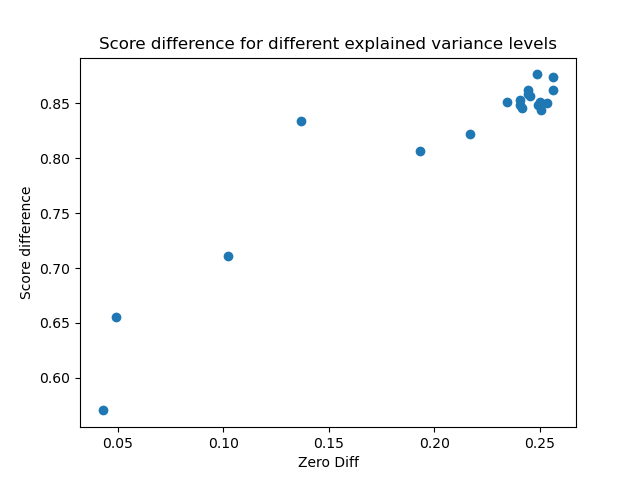 Score difference for different explained variance levels
Score difference
0.85
0.80
0.75
0.70
0.65
0.60
0.05 0.10 0.15 0.20 0.25
Zero Diff